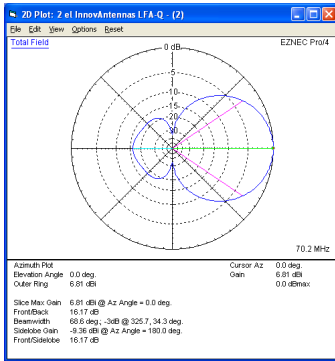 2D Plot: 2 el InnovAntennas LFA-Q - (2)
File Edit View Options Reset
Total Field
EZNEC Pro/4
0 dB
-5
-10
-15
-20
-30
70.2 MHz
Azimuth Plot
Elevation Angle 0.0 deg.
Outer Ring 6.81 dBi
Cursor Az 0.0 deg.
Gain 6.81 dBi
0.0 dBmax
Slice Max Gain 6.81 dBi @ Az Angle = 0.0 deg.
Front/Back 16.17 dB
Beamwidth 68.6 deg.; -3dB @ 325.7, 34.3 deg.
Sidelobe Gain -9.36 dBi @ Az Angle = 180.0 deg.
Front/Sidelobe 16.17 dB